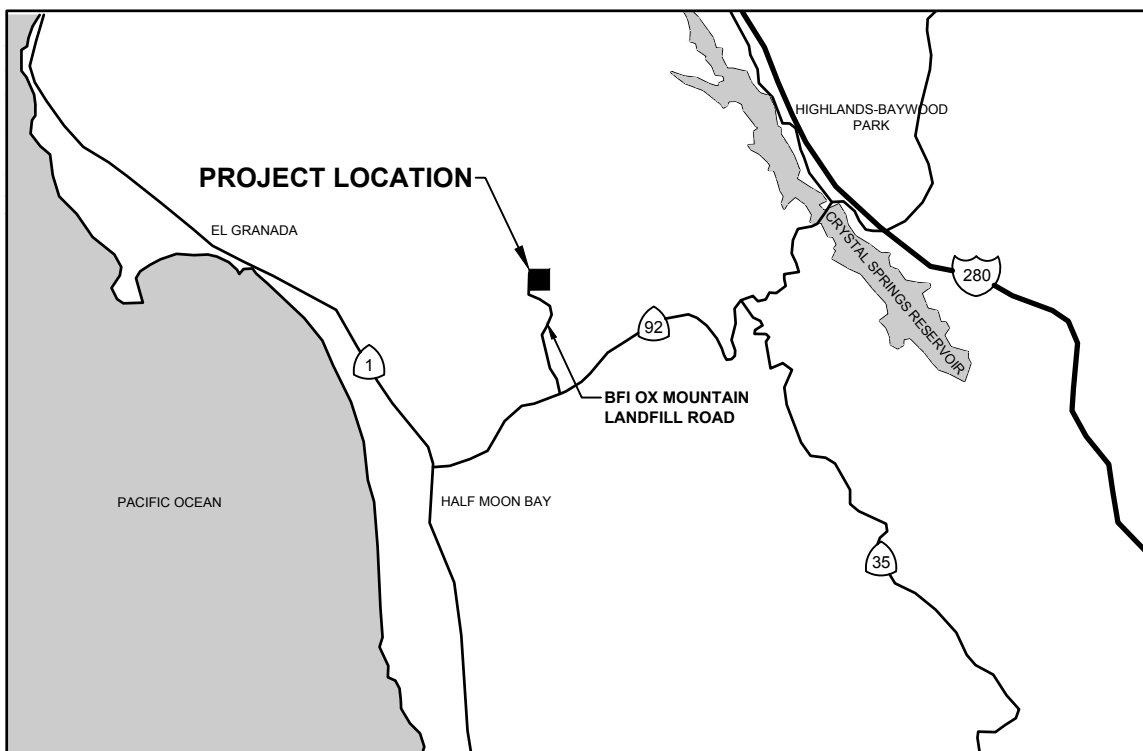 HIGHLANDS-BAYWOOD
PARK
PROJECT LOCATION
EL GRANADA
CRYSTAL SPRINGS RESERVOIR
280
92
1
BFI OX MOUNTAIN
LANDFILL ROAD
PACIFIC OCEAN
HALF MOON BAY
35